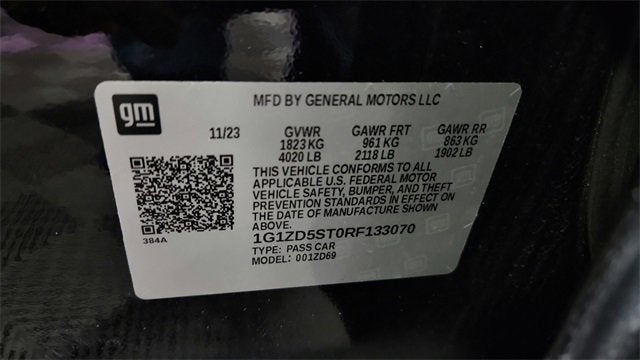 gm
MFD BY GENERAL MOTORS LLC
11/23 GVWR GAWR FRT GAWR RR
1823 KG 961 KG 863 KG
4020 LB 2118 LB 1902 LB
THIS VEHICLE CONFORMS TO ALL
APPLICABLE U.S. FEDERAL MOTOR
VEHICLE SAFETY, BUMPER, AND THEFT
PREVENTION STANDARDS IN EFFECT ON
THE DATE OF MANUFACTURE SHOWN
ABOVE.
384A
1G1ZD5ST0RF133070
TYPE: PASS CAR
MODEL: 001ZD69